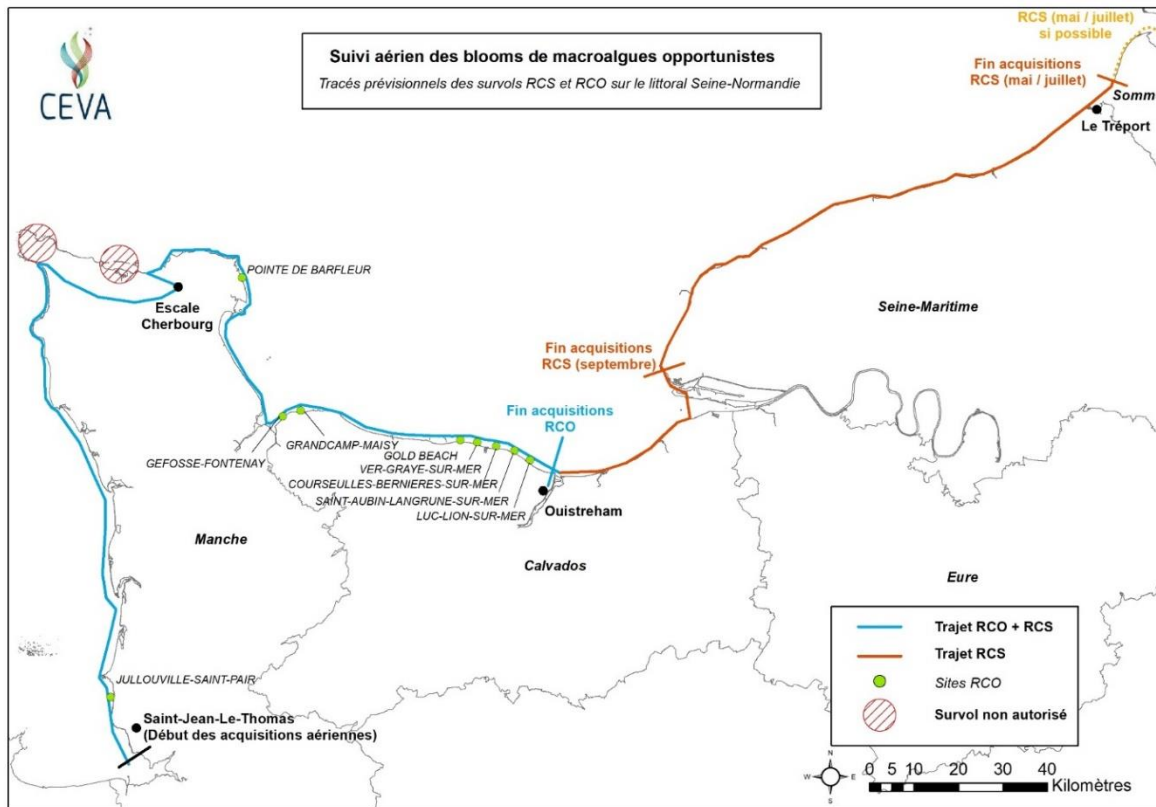 CEVA
Suivi aérien des blooms de macroalgues opportunistes
Tracés prévisionnels des survols RCS et RCO sur le littoral Seine-Normandie
RCS (mai / juillet)
si possible
Fin acquisitions
RCS (mai / juillet)
Somm
Le Tréport
POINTE DE BARFLEUR
Escale
Cherbourg
Seine-Maritime
Fin acquisitions
RCS (septembre)
Fin acquisitions
RCO
GRANDCAMP-MAISY
GEFOSSE-FONTENAY
GOLD BEACH
VER-GRAYE-SUR-MER
COURSEULLES-BERNIERES-SUR-MER
SAINT-AUBIN-LANGRUNE-SUR-MER
LUC-LION-SUR-MER
Ouistreham
Manche
Calvados
Eure
JULLOUVILLE-SAINT-PAIR
Saint-Jean-Le-Thomas
(Début des acquisitions aériennes)
Trajet RCO + RCS
Trajet RCS
Sites RCO
Survol non autorisé
N
W E
S
0 5 10 20 30 40
Kilomètres